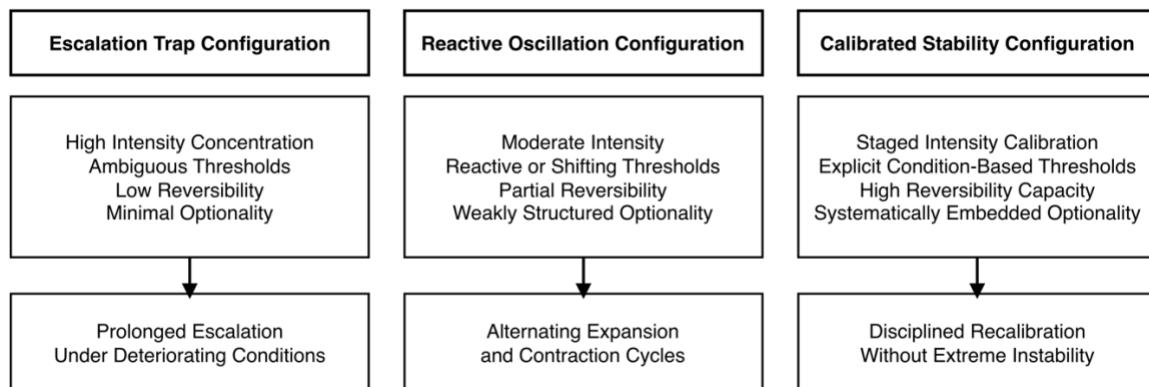 Escalation Trap Configuration
High Intensity Concentration
Ambiguous Thresholds
Low Reversibility
Minimal Optionality
Prolonged Escalation
Under Deteriorating Conditions
Reactive Oscillation Configuration
Moderate Intensity
Reactive or Shifting Thresholds
Partial Reversibility
Weakly Structured Optionality
Alternating Expansion
and Contraction Cycles
Calibrated Stability Configuration
Staged Intensity Calibration
Explicit Condition-Based Thresholds
High Reversibility Capacity
Systematically Embedded Optionality
Disciplined Recalibration
Without Extreme Instability